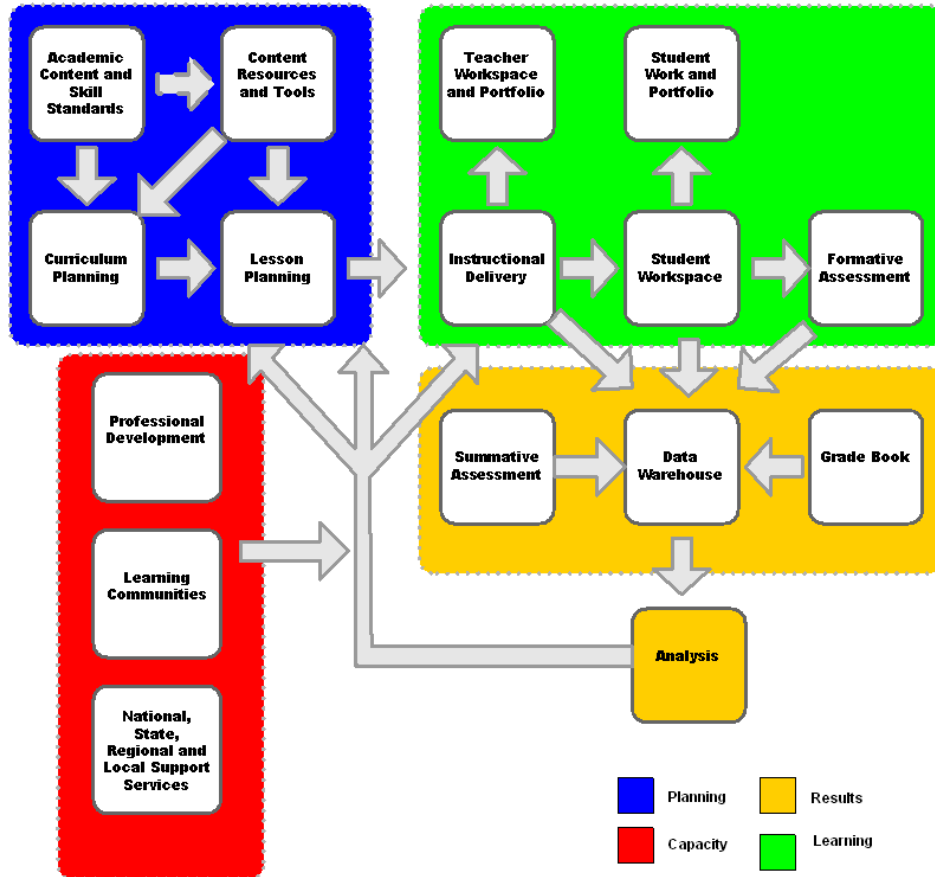 Academic
Content and
Skill
Standards
Content
Resources
and Tools
Teacher
Workspace
and Portfolio
Student
Work and
Portfolio
Curriculum
Planning
Lesson
Planning
Instructional
Delivery
Student
Workspace
Formative
Assessment
Professional
Development
Summative
Assessment
Data
Warehouse
Grade Book
Learning
Communities
Analysis
National,
State,
Regional and
Local Support
Services
Planning
Results
Capacity
Learning